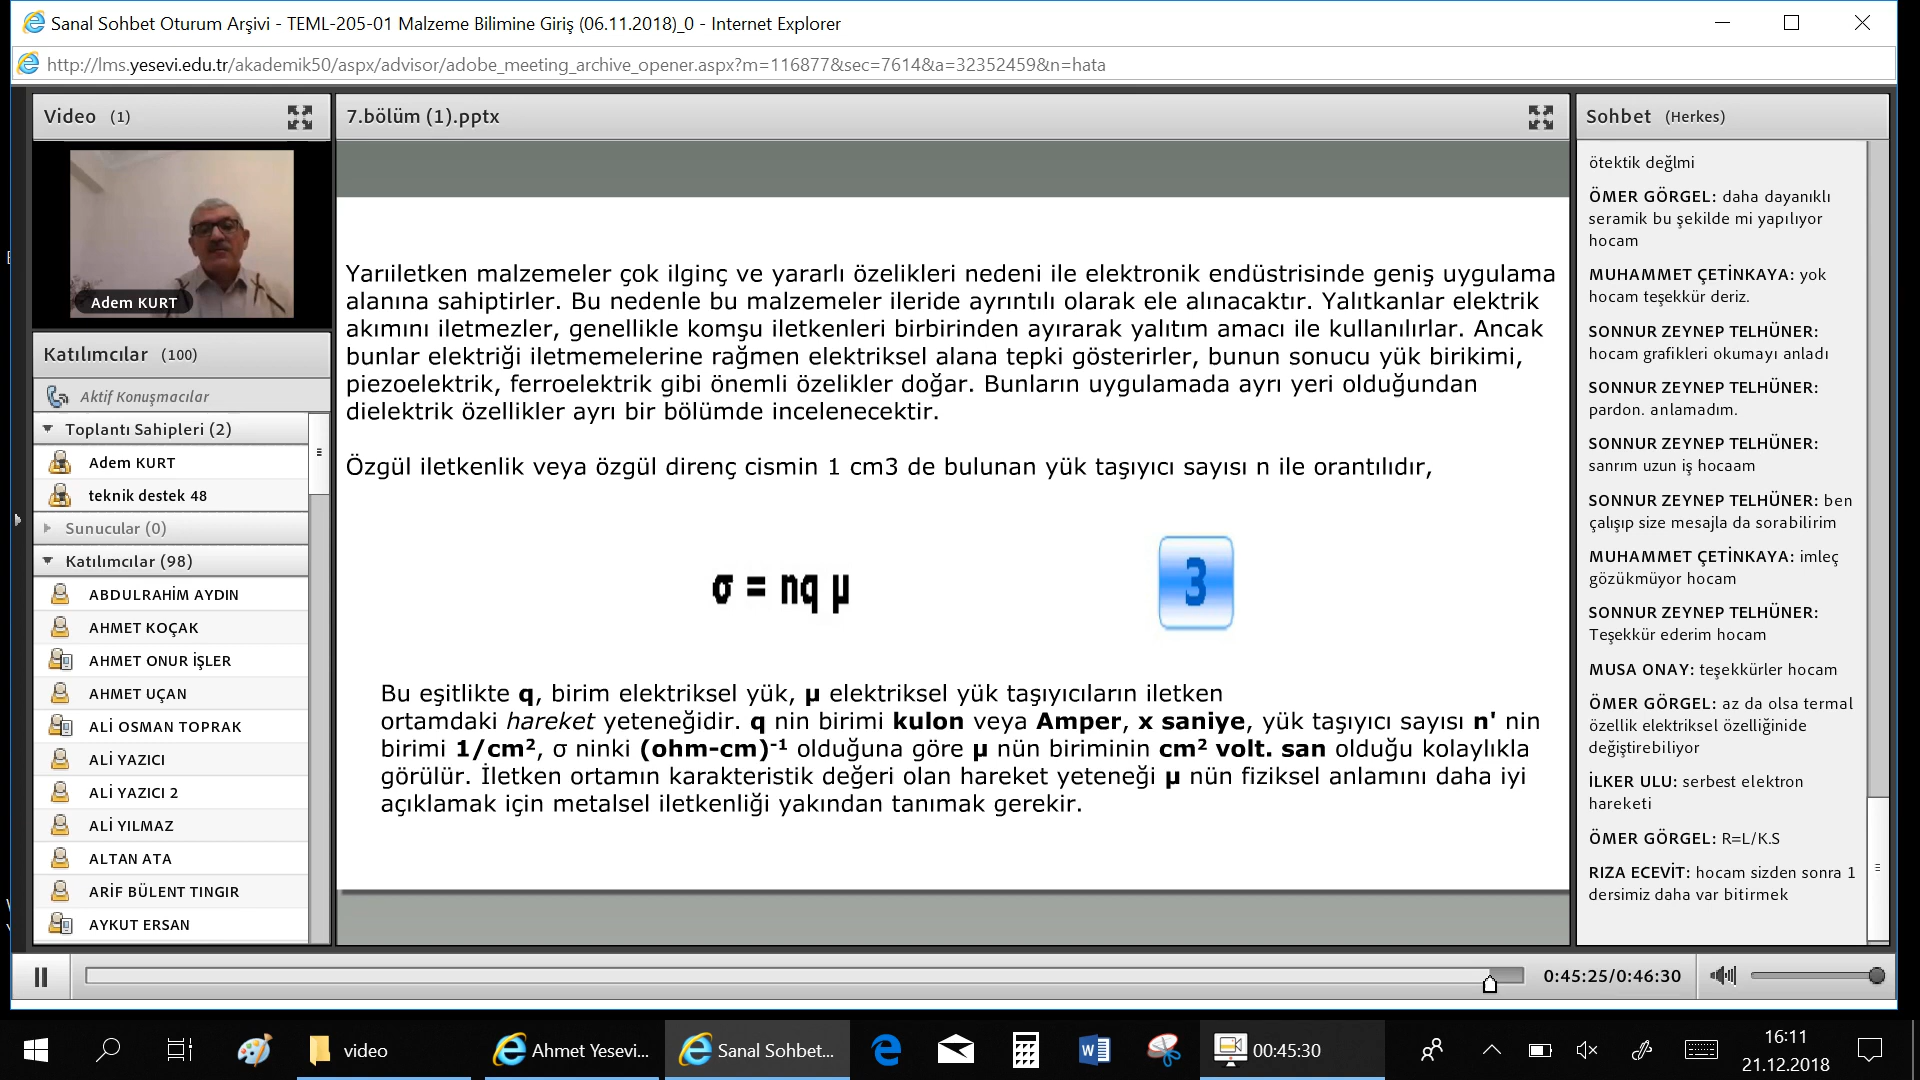 Sanal Sohbet Oturum Arşivi - TEML-205-01 Malzeme Bilimine Giriş (06.11.2018)_0 - Internet Explorer
http://lms.yesevi.edu.tr/akademik50/aspx/advisor/adobe_meeting_archive_opener.aspx?m=116877&sec=7614&a=32352459&n=hata
Video (1)
Adem KURT
Katılımcılar (100)
Aktif Konuşmacılar
Toplantı Sahipleri (2)
Adem KURT
teknik destek 48
Sunucular (0)
Katılımcılar (98)
ABDULRAHİM AYDIN
AHMET KOÇAK
AHMET ONUR İŞLER
AHMET UÇAN
ALİ OSMAN TOPRAK
ALİ YAZICI
ALİ YAZICI 2
ALİ YILMAZ
ALTAN ATA
ARİF BÜLENT TINGIR
AYKUT ERSAN
7.bölüm (1).pptx
Yarıiletken malzemeler çok ilginç ve yararlı özelikleri nedeni ile elektronik endüstrisinde geniş uygulama
alanına sahiptirler. Bu nedenle bu malzemeler ileride ayrıntılı olarak ele alınacaktır. Yalıtkanlar elektrik
akımını iletmezler, genellikle komşu iletkenleri birbirinden ayırarak yalıtım amacı ile kullanılırlar. Ancak
bunlar elektriği iletmemelerine rağmen elektriksel alana tepki gösterirler, bunun sonucu yük birikimi,
piezoelektrik, ferroelektrik gibi önemli özelikler doğar. Bunların uygulamada ayrı yeri olduğundan
dielektrik özellikler ayrı bir bölümde incelenecektir.
Özgül iletkenlik veya özgül direnç cismin 1 cm3 de bulunan yük taşıyıcı sayısı n ile orantılıdır,
σ = nq μ
3
Bu eşitlikte q, birim elektriksel yük, μ elektriksel yük taşıyıcıların iletken
ortamdaki hareket yeteneğidir. q nin birimi kulon veya Amper, x saniye, yük taşıyıcı sayısı n' nin
birimi 1/cm², σ ninki (ohm-cm)⁻¹ olduğuna göre μ nün biriminin cm² volt. san olduğu kolaylıkla
görülür. İletken ortamın karakteristik değeri olan hareket yeteneği μ nün fiziksel anlamını daha iyi
açıklamak için metalsel iletkenliği yakından tanımak gerekir.
Sohbet (Herkes)
ötektik değlmi
ÖMER GÖRGEL: daha dayanıklı
seramik bu şekilde mi yapılıyor
hocam
MUHAMMET ÇETİNKAYA: yok
hocam teşekkür deriz.
SONNUR ZEYNEP TELHÜNER:
hocam grafikleri okumayı anladı
SONNUR ZEYNEP TELHÜNER:
pardon. anlamadım.
SONNUR ZEYNEP TELHÜNER:
sanrım uzun iş hocaam
SONNUR ZEYNEP TELHÜNER: ben
çalışıp size mesajla da sorabilirim
MUHAMMET ÇETİNKAYA: imleç
gözükmüyor hocam
SONNUR ZEYNEP TELHÜNER:
Teşekkür ederim hocam
MUSA ONAY: teşekkürler hocam
ÖMER GÖRGEL: az da olsa termal
özellik elektriksel özelliğinide
değiştirebiliyor
İLKER ULU: serbest elektron
hareketi
ÖMER GÖRGEL: R=L/K.S
RIZA ECEVİT: hocam sizden sonra 1
dersimiz daha var bitirmek
0:45:25/0:46:30
video
Ahmet Yesevi...
Sanal Sohbet...
00:45:30
16:11
21.12.2018